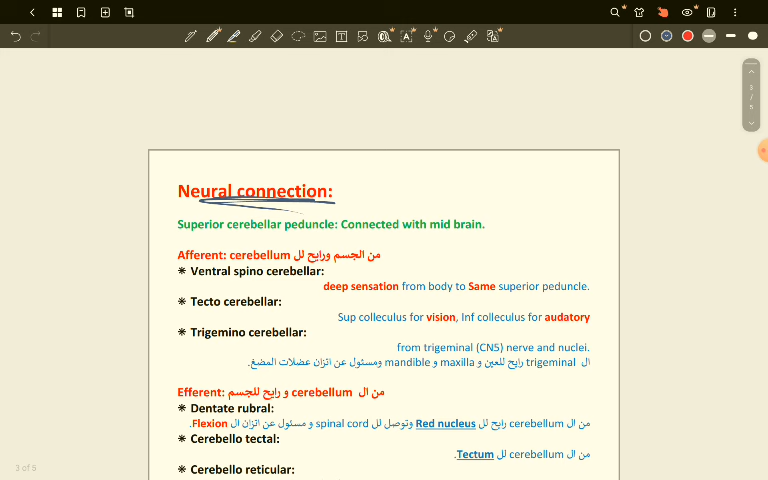 3
/
5
Neural connection:
Superior cerebellar peduncle: Connected with mid brain.
Afferent: cerebellum من الجسم ورايح لل
✳ Ventral spino cerebellar:
deep sensation from body to Same superior peduncle.
✳ Tecto cerebellar:
Sup colleculus for vision, Inf colleculus for audatory
✳ Trigemino cerebellar:
from trigeminal (CN5) nerve and nuclei.
ال trigeminal رايح للعين و maxilla و mandible ومسئول عن اتزان عضلات المضغ.
Efferent: من ال cerebellum و رايح للجسم
✳ Dentate rubral:
من ال cerebellum رايح لل Red nucleus وتوصل لل spinal cord و مسئول عن اتزان ال Flexion.
✳ Cerebello tectal:
من ال cerebellum لل Tectum.
✳ Cerebello reticular:
3 of 5